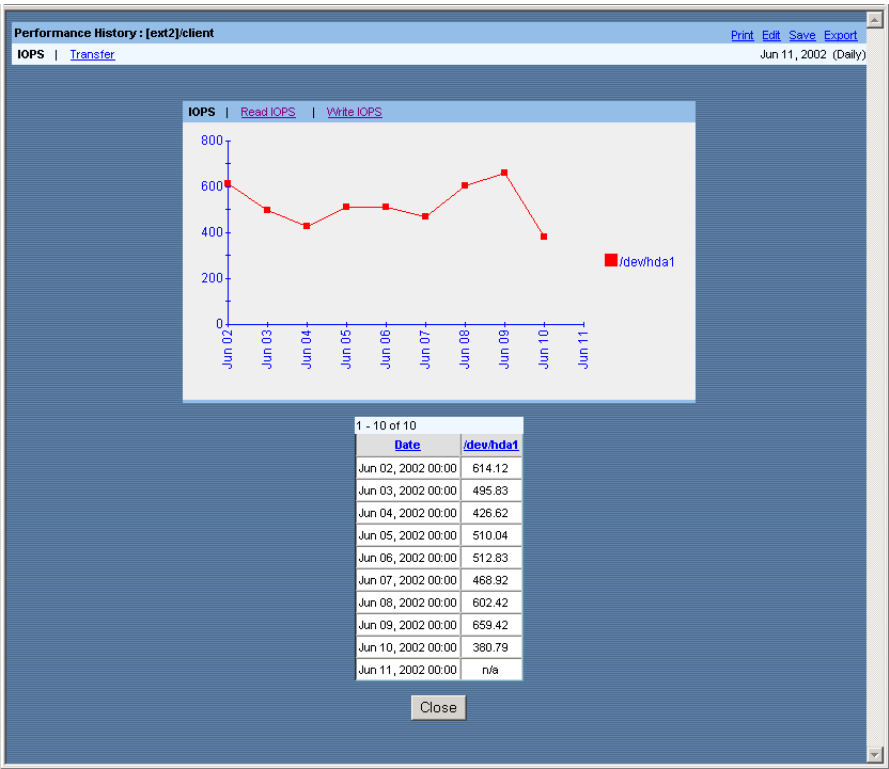 Performance History : [ext2]/client
Print Edit Save Export
IOPS | Transfer
Jun 11, 2002 (Daily)
IOPS | Read IOPS | Write IOPS
800
600
400
200
0
Jun 02
Jun 03
Jun 04
Jun 05
Jun 06
Jun 07
Jun 08
Jun 09
Jun 10
Jun 11
/dev/hda1
1 - 10 of 10
Date /dev/hda1
Jun 02, 2002 00:00 614.12
Jun 03, 2002 00:00 495.83
Jun 04, 2002 00:00 426.62
Jun 05, 2002 00:00 510.04
Jun 06, 2002 00:00 512.83
Jun 07, 2002 00:00 468.92
Jun 08, 2002 00:00 602.42
Jun 09, 2002 00:00 659.42
Jun 10, 2002 00:00 380.79
Jun 11, 2002 00:00 n/a
Close